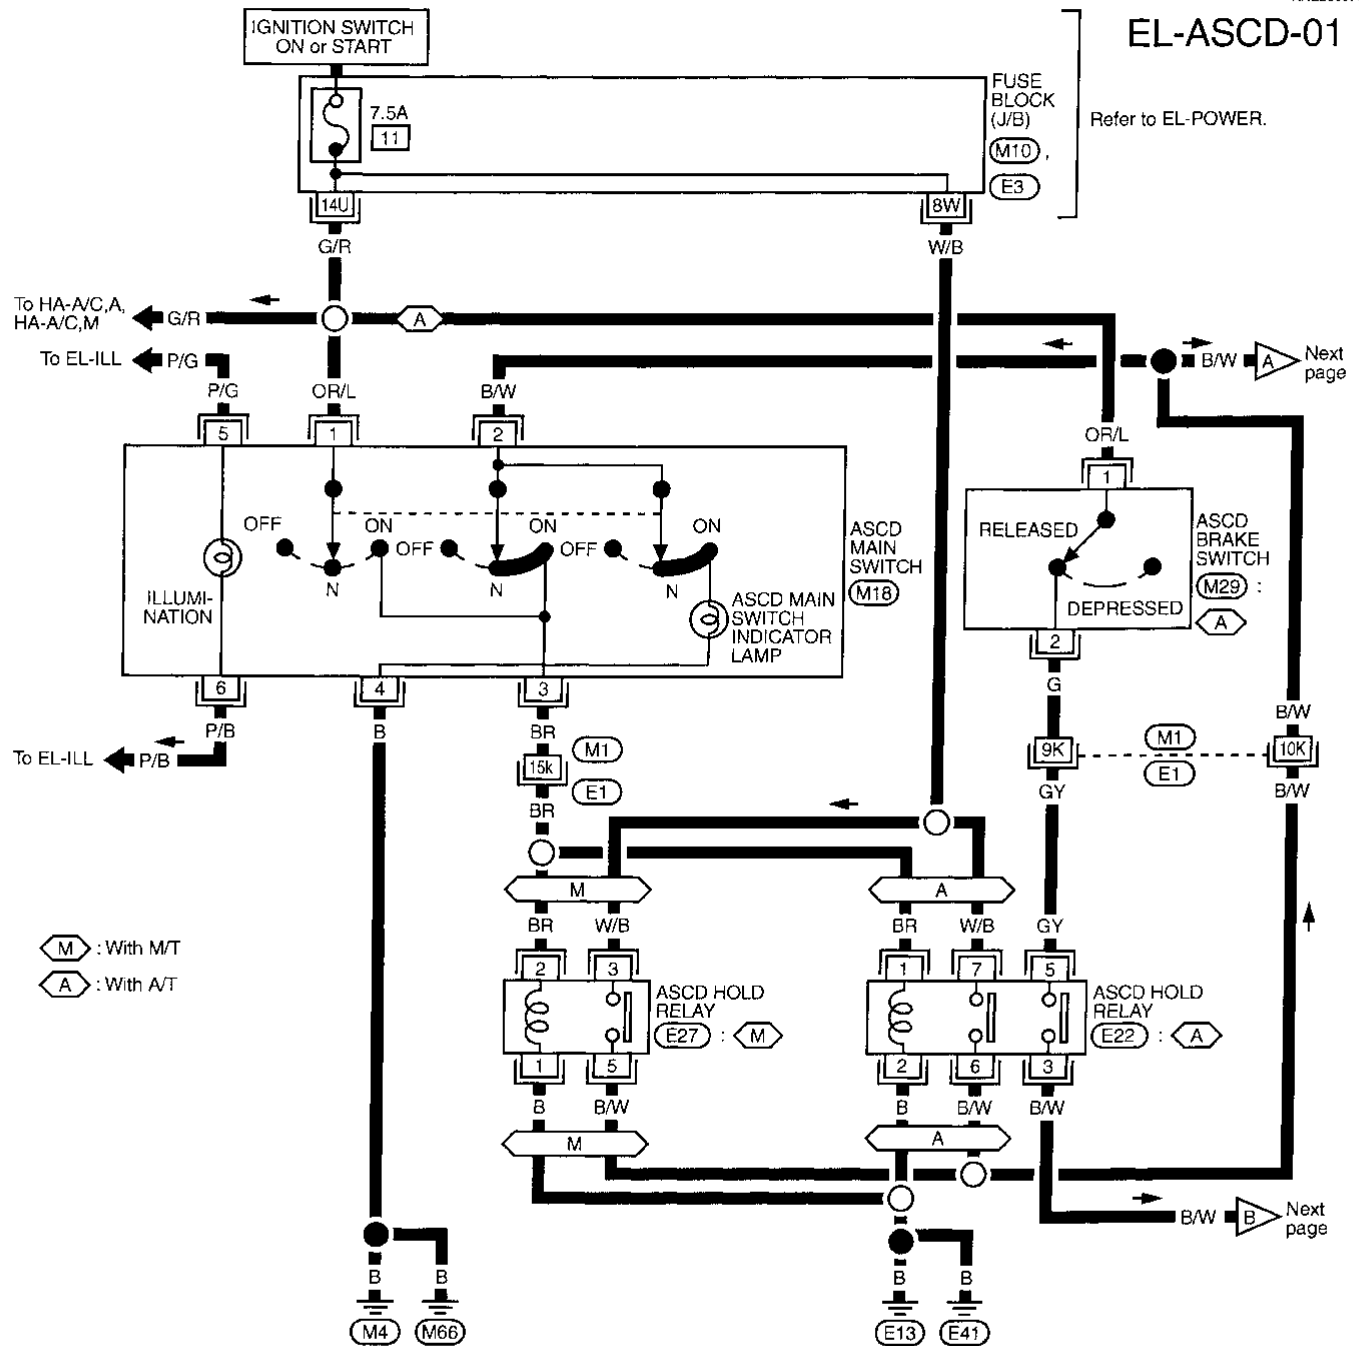 EL-ASCD-01
IGNITION SWITCH
ON or START
7.5A
11
FUSE
BLOCK
(J/B)
M10 ,
E3
Refer to EL-POWER.
14U
8W
G/R
W/B
To HA-A/C,A,
HA-A/C,M
G/R
A
To EL-ILL
P/G
B/W
A
Next
page
P/G
OR/L
B/W
OR/L
5
1
2
1
OFF
ON
OFF
ON
OFF
ON
N
N
N
ILLUMI-
NATION
ASCD MAIN
SWITCH
INDICATOR
LAMP
ASCD
MAIN
SWITCH
M18
RELEASED
DEPRESSED
ASCD
BRAKE
SWITCH
M29 :
A
6
4
3
2
P/B
B
BR
G
B/W
To EL-ILL
P/B
15k
M1
E1
9K
M1
E1
10K
BR
GY
B/W
M
A
BR
W/B
BR
W/B
GY
M : With M/T
A : With A/T
2
3
1
7
5
ASCD HOLD
RELAY
E27 : M
ASCD HOLD
RELAY
E22 : A
1
5
2
6
3
B
B/W
B
B/W
B/W
M
A
B/W
B
Next
page
B
B
B
B
M4
M66
E13
E41